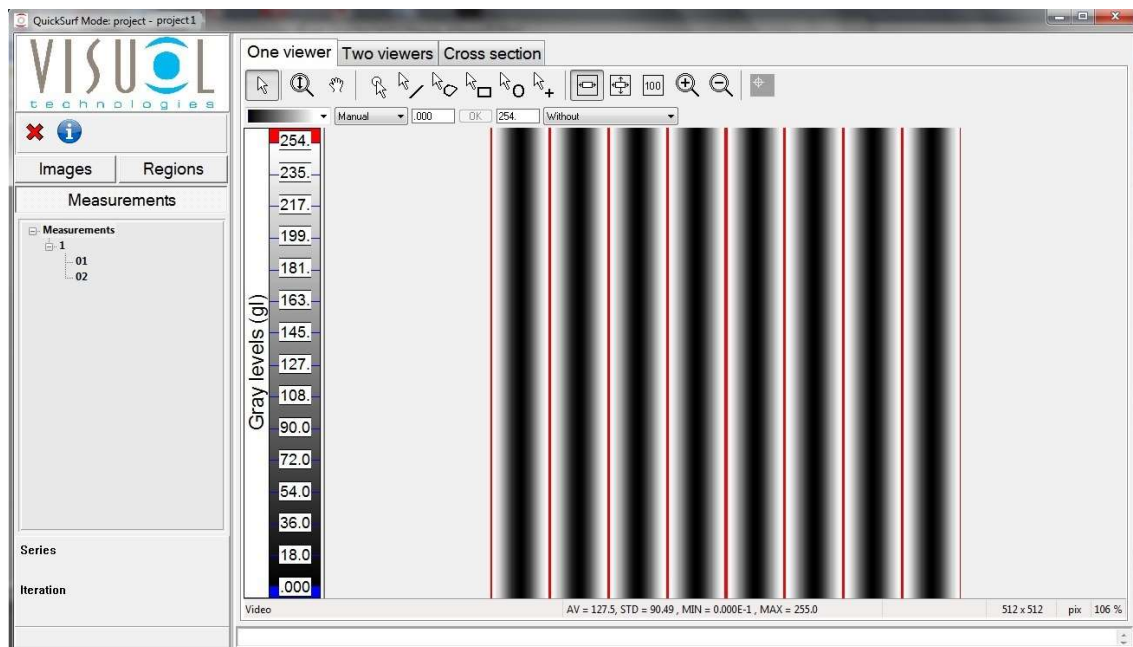 QuickSurf Mode: project - project1
VISUOL
technologies
Images Regions
Measurements
Measurements
1
01
02
Series
Iteration
One viewer Two viewers Cross section
100
Manual .000 OK 254. Without
Gray levels (gl)
254.
235.
217.
199.
181.
163.
145.
127.
108.
90.0
72.0
54.0
36.0
18.0
.000
Video AV = 127.5, STD = 90.49 , MIN = 0.000E-1 , MAX = 255.0 512 x 512 pix 106 %